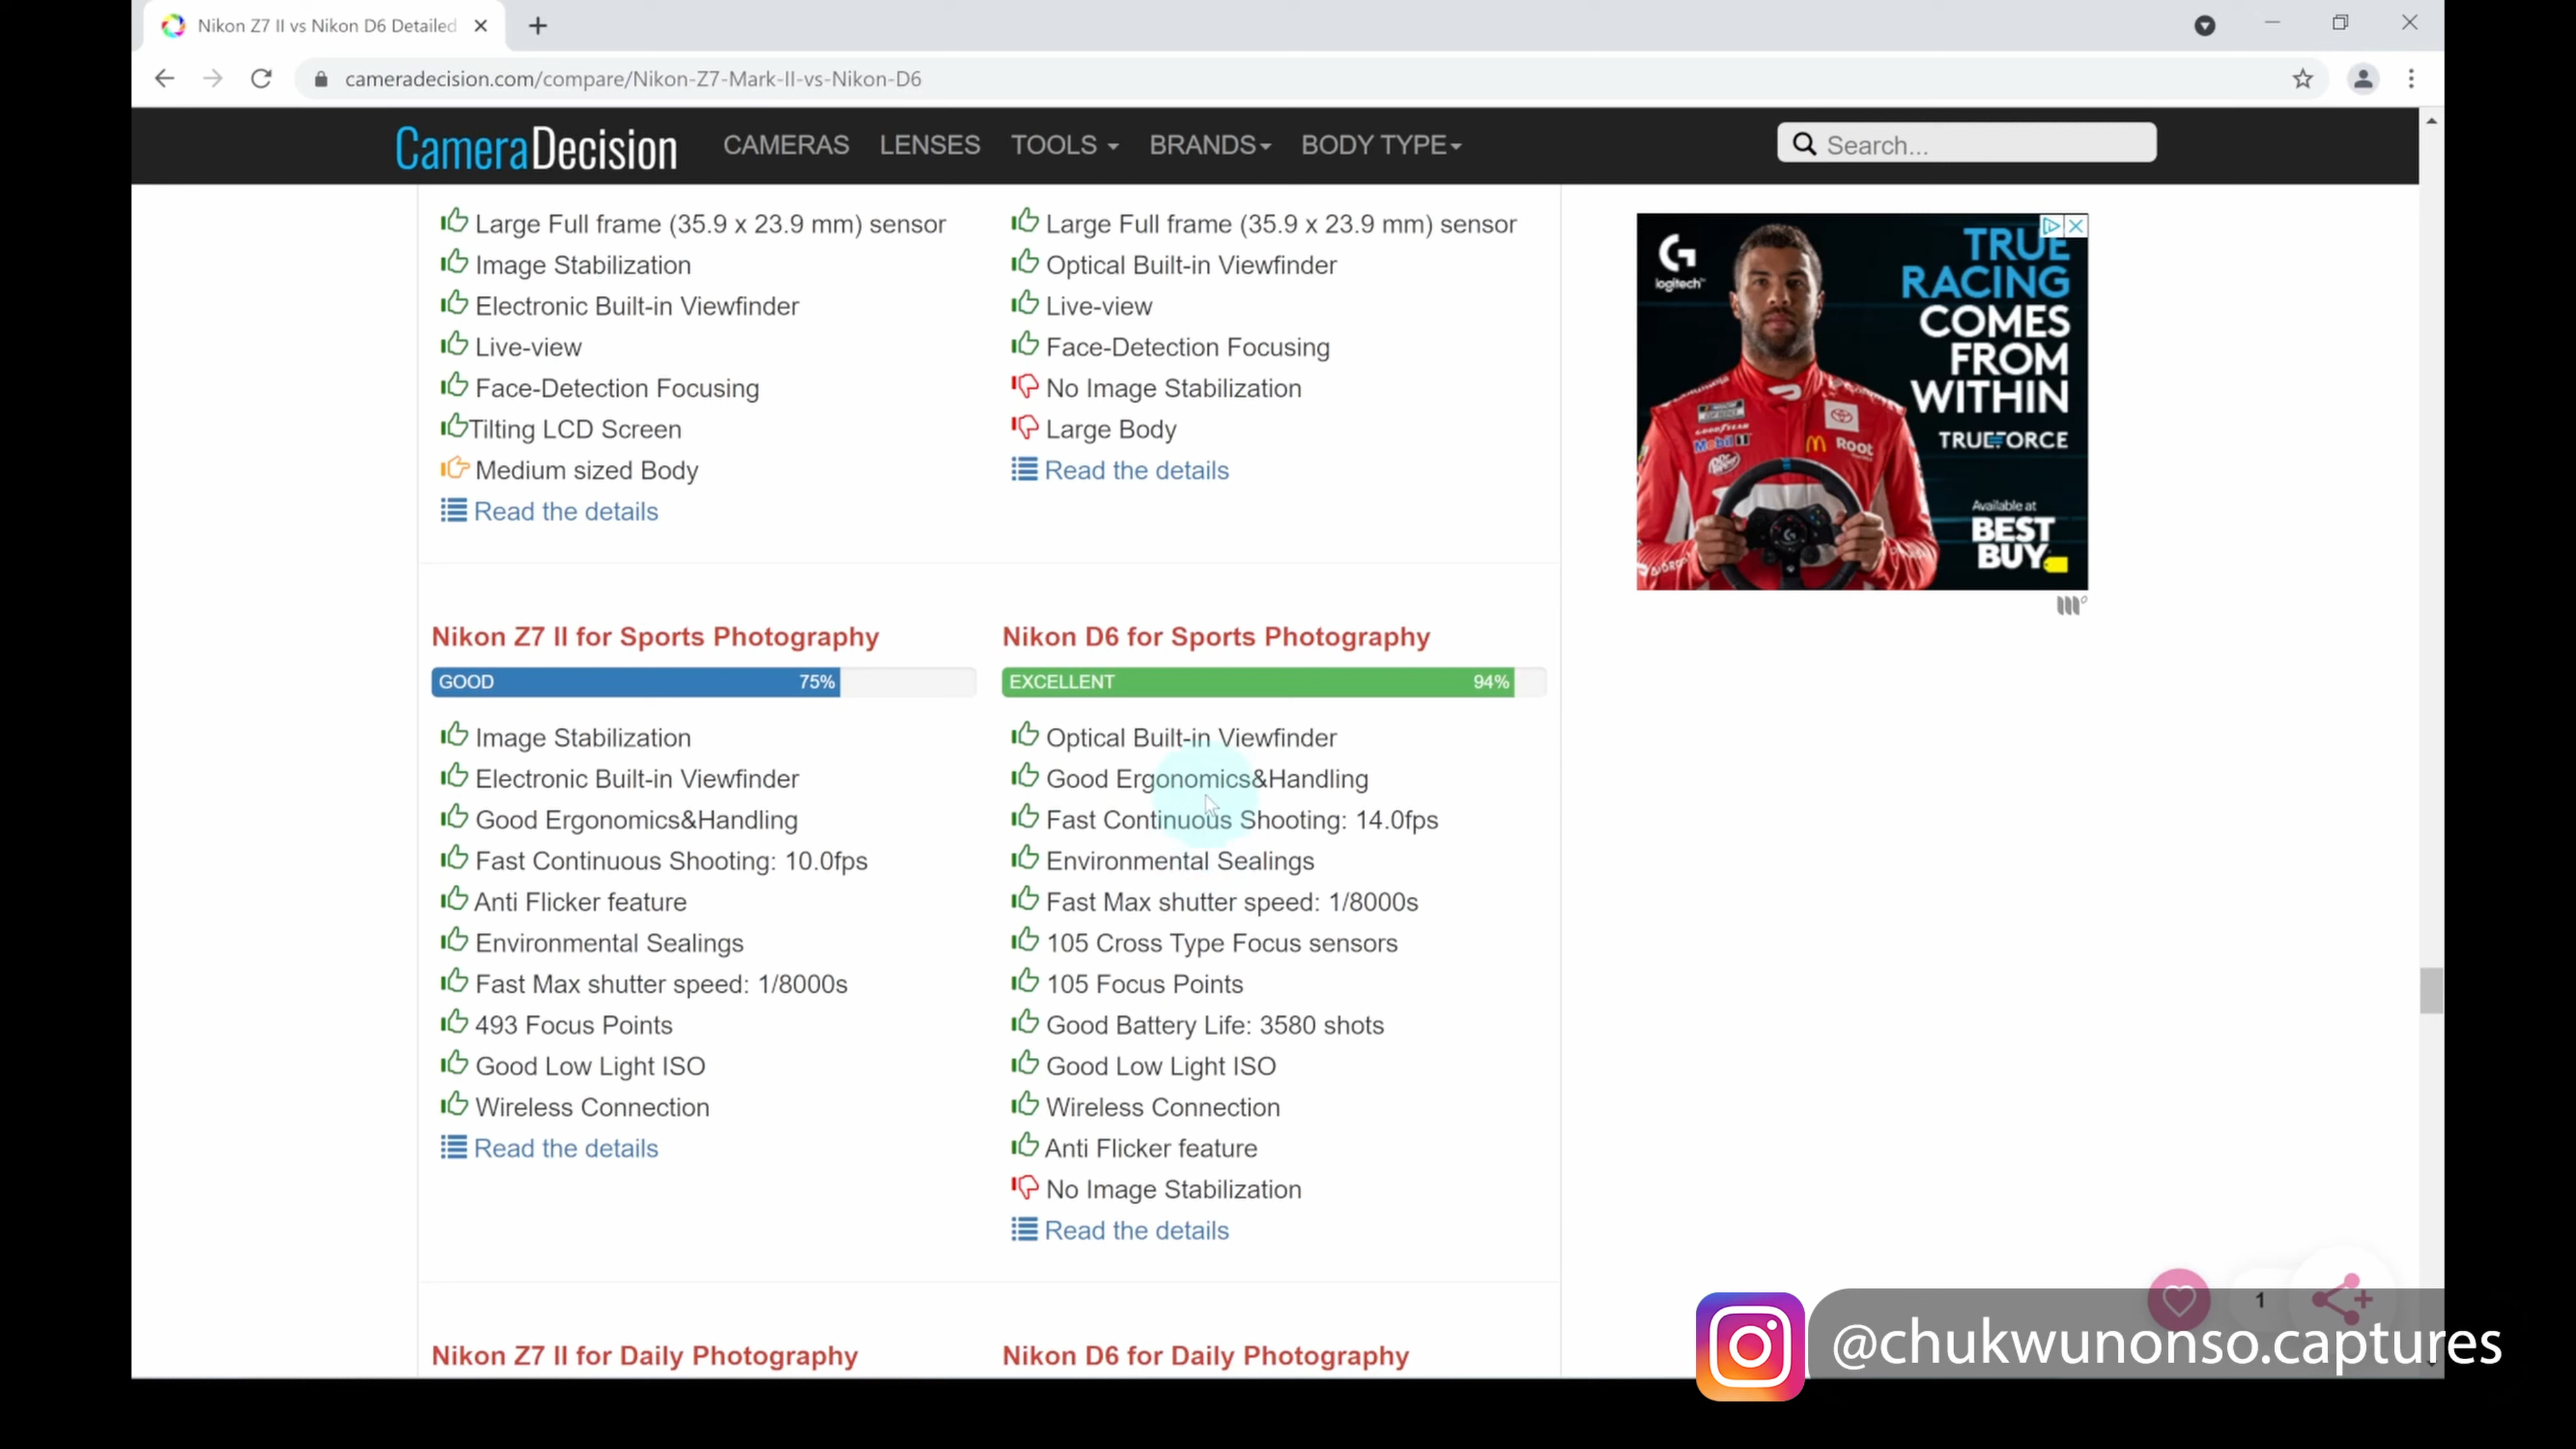 Nikon Z7 II vs Nikon D6 Detailed
cameradecision.com/compare/Nikon-Z7-Mark-II-vs-Nikon-D6
CameraDecision CAMERAS LENSES TOOLS BRANDS BODY TYPE Search...
Large Full frame (35.9 x 23.9 mm) sensor
Image Stabilization
Electronic Built-in Viewfinder
Live-view
Face-Detection Focusing
Tilting LCD Screen
Medium sized Body
Read the details
Large Full frame (35.9 x 23.9 mm) sensor
Optical Built-in Viewfinder
Live-view
Face-Detection Focusing
No Image Stabilization
Large Body
Read the details
Nikon Z7 II for Sports Photography
GOOD 75%
Image Stabilization
Electronic Built-in Viewfinder
Good Ergonomics&Handling
Fast Continuous Shooting: 10.0fps
Anti Flicker feature
Environmental Sealings
Fast Max shutter speed: 1/8000s
493 Focus Points
Good Low Light ISO
Wireless Connection
Read the details
Nikon D6 for Sports Photography
EXCELLENT 94%
Optical Built-in Viewfinder
Good Ergonomics&Handling
Fast Continuous Shooting: 14.0fps
Environmental Sealings
Fast Max shutter speed: 1/8000s
105 Cross Type Focus sensors
105 Focus Points
Good Battery Life: 3580 shots
Good Low Light ISO
Wireless Connection
Anti Flicker feature
No Image Stabilization
Read the details
Nikon Z7 II for Daily Photography
Nikon D6 for Daily Photography
G
logitech
TRUE
RACING
COMES
FROM
WITHIN
TRUEFORCE
Available at
BEST
BUY
GOODYEAR
Mobil 1
Root
Dr Pepper
1
@chukwunonso.captures